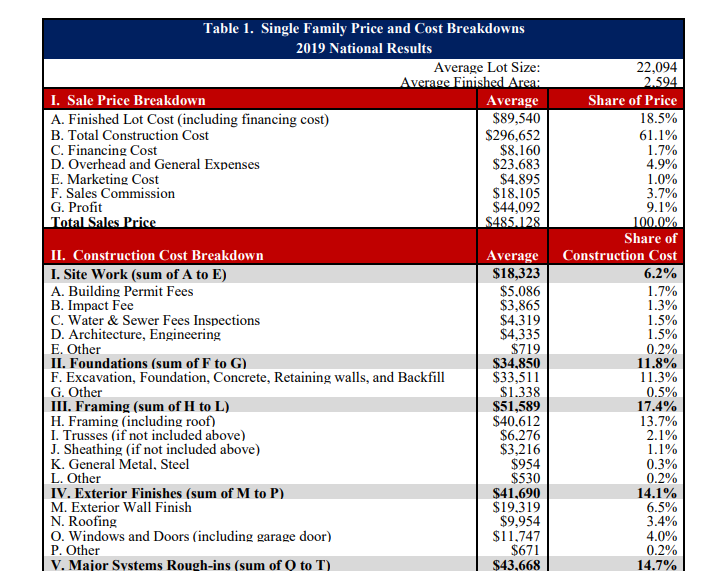 Table 1. Single Family Price and Cost Breakdowns
2019 National Results
Average Lot Size: 22,094
Average Finished Area: 2,594
I. Sale Price Breakdown Average Share of Price
A. Finished Lot Cost (including financing cost) $89,540 18.5%
B. Total Construction Cost $296,652 61.1%
C. Financing Cost $8,160 1.7%
D. Overhead and General Expenses $23,683 4.9%
E. Marketing Cost $4,895 1.0%
F. Sales Commission $18,105 3.7%
G. Profit $44,092 9.1%
Total Sales Price $485,128 100.0%
Share of
II. Construction Cost Breakdown Average Construction Cost
I. Site Work (sum of A to E) $18,323 6.2%
A. Building Permit Fees $5,086 1.7%
B. Impact Fee $3,865 1.3%
C. Water & Sewer Fees Inspections $4,319 1.5%
D. Architecture, Engineering $4,335 1.5%
E. Other $719 0.2%
II. Foundations (sum of F to G) $34,850 11.8%
F. Excavation, Foundation, Concrete, Retaining walls, and Backfill $33,511 11.3%
G. Other $1,338 0.5%
III. Framing (sum of H to L) $51,589 17.4%
H. Framing (including roof) $40,612 13.7%
I. Trusses (if not included above) $6,276 2.1%
J. Sheathing (if not included above) $3,216 1.1%
K. General Metal, Steel $954 0.3%
L. Other $530 0.2%
IV. Exterior Finishes (sum of M to P) $41,690 14.1%
M. Exterior Wall Finish $19,319 6.5%
N. Roofing $9,954 3.4%
O. Windows and Doors (including garage door) $11,747 4.0%
P. Other $671 0.2%
V. Major Systems Rough-ins (sum of Q to T) $43,668 14.7%